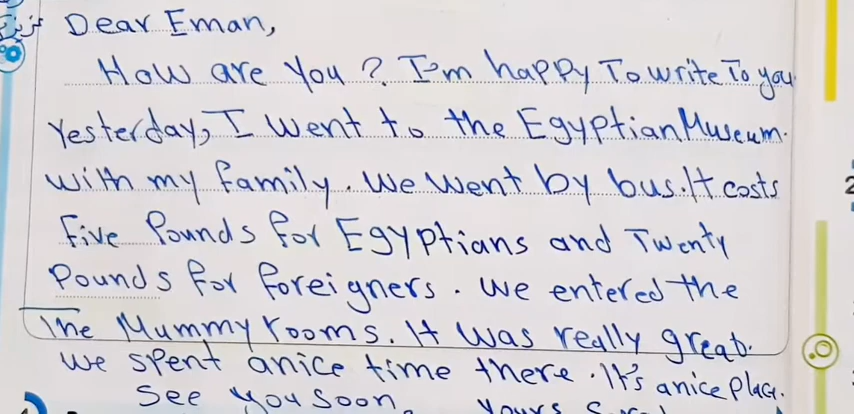 Dear Eman,
How are you? I'm happy To write To you
Yesterday, I went to the Egyptian Museum.
with my family. We went by bus. It costs
five Pounds for Egyptians and Twenty
Pounds for foreigners. we entered the
The Mummy rooms. It was really great.
we spent anice time there. It's anice place.
See you soon,
yours